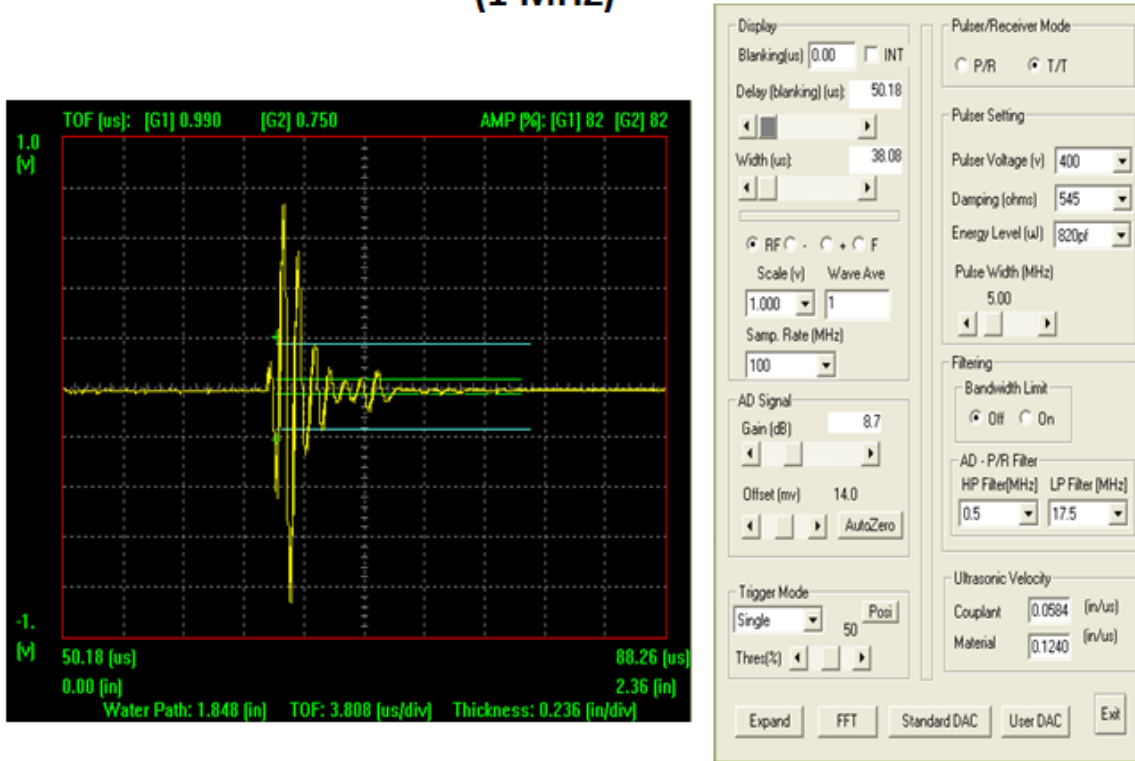 (1 MHz)
TOF (us): [G1] 0.990 [G2] 0.750 AMP (%): [G1] 82 [G2] 82
1.0
(v)
-1.
(v)
50.18 (us) 88.26 (us)
0.00 (in) 2.36 (in)
Water Path: 1.848 (in) TOF: 3.808 (us/div) Thickness: 0.236 (in/div)
Display
Blanking(us) 0.00 INT
Delay (blanking) (us): 50.18
Width (us): 38.08
RF - + F
Scale (v) Wave Ave
1.000 1
Samp. Rate (MHz)
100
AD Signal
Gain (dB) 8.7
Offset (mv) 14.0
AutoZero
Trigger Mode
Single 50 Posi
Thres(%)
Pulser/Receiver Mode
P/R T/T
Pulser Setting
Pulser Voltage (v) 400
Damping (ohms) 545
Energy Level (uJ) 820pf
Pulse Width (MHz)
5.00
Filtering
Bandwidth Limit
Off On
AD - P/R Filter
HP Filter(MHz) LP Filter (MHz)
0.5 17.5
Ultrasonic Velocity
Couplant 0.0584 (in/us)
Material 0.1240 (in/us)
Expand FFT Standard DAC User DAC Exit